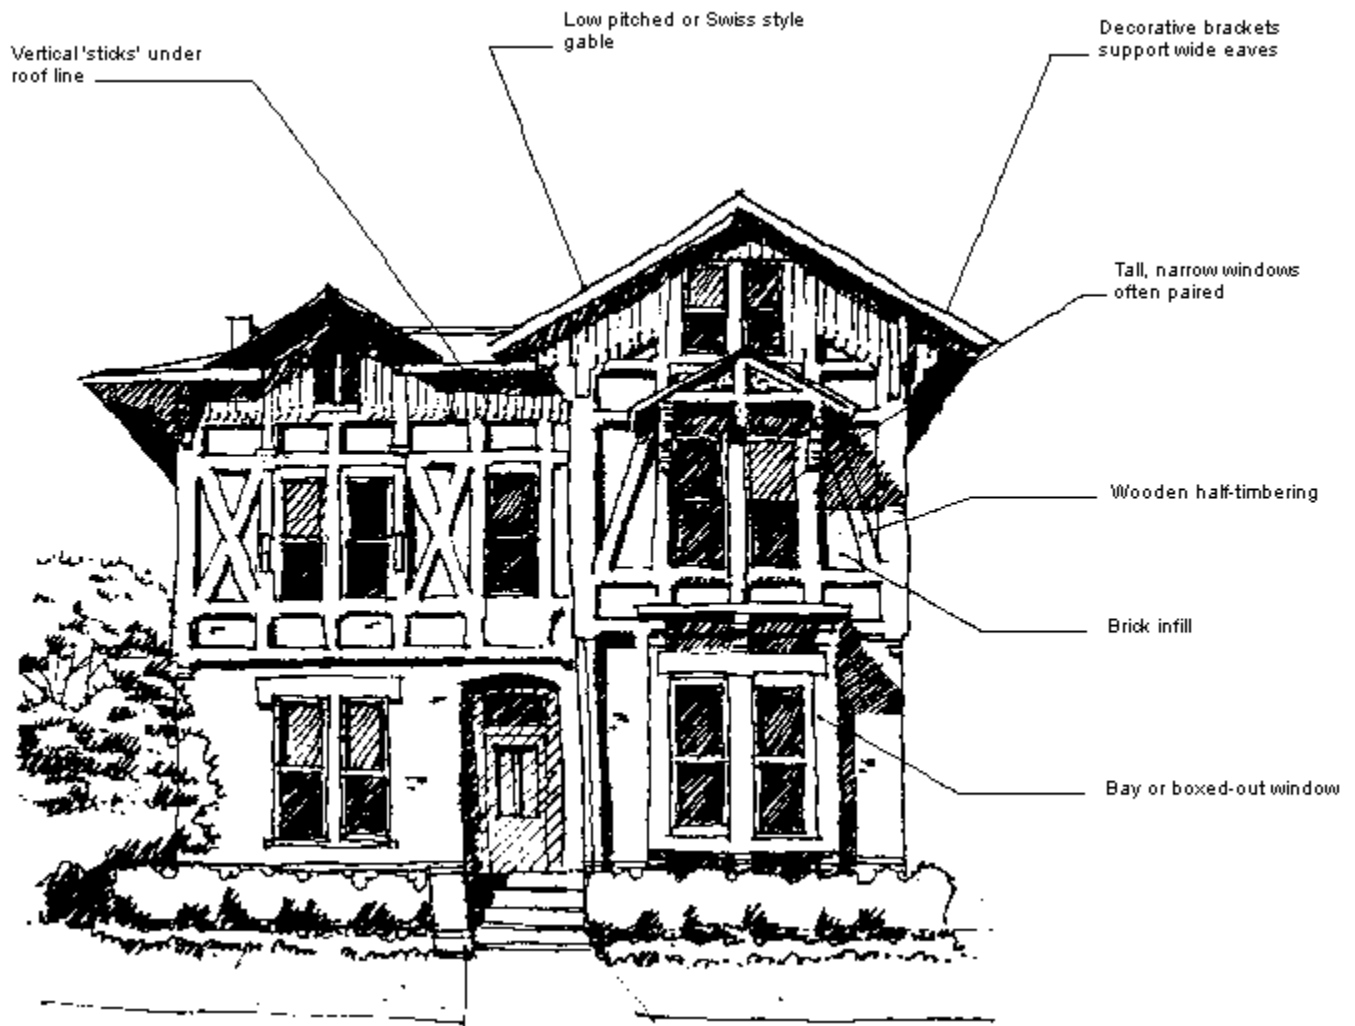 Low pitched or Swiss style
gable
Decorative brackets
support wide eaves
Vertical 'sticks' under
roof line
Tall, narrow windows
often paired
Wooden half-timbering
Brick infill
Bay or boxed-out window